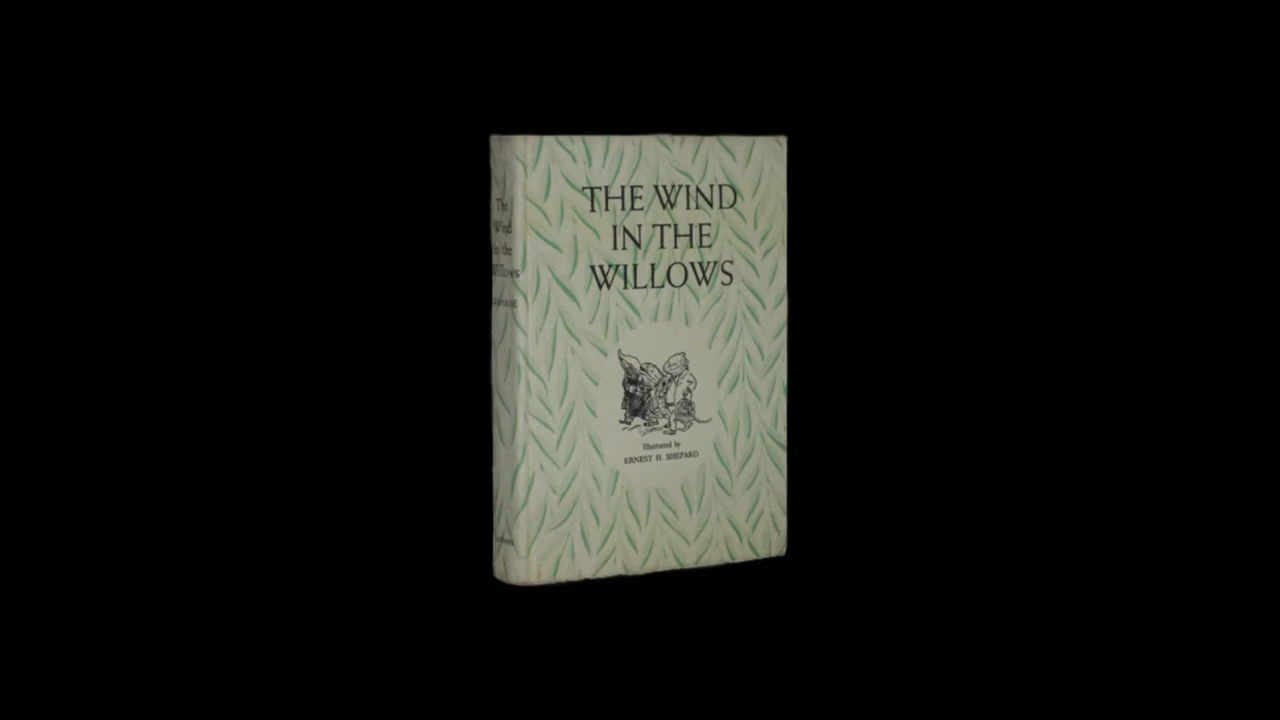 The
Wind
in the
Willows
THE WIND
IN THE
WILLOWS
Illustrated by
ERNEST H. SHEPARD